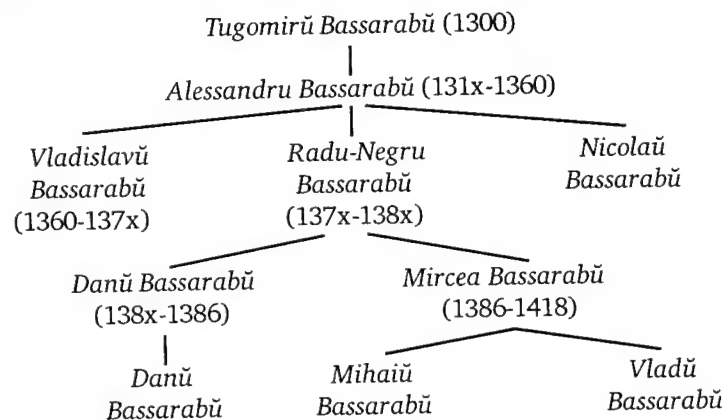 Tugomirŭ Bassarabŭ (1300)
Alessandru Bassarabŭ (131x-1360)
Vladislavŭ
Bassarabŭ
(1360-137x)
Radu-Negru
Bassarabŭ
(137x-138x)
Nicolaŭ
Bassarabŭ
Danŭ Bassarabŭ
(138x-1386)
Mircea Bassarabŭ
(1386-1418)
Danŭ
Bassarabŭ
Mihaiŭ
Bassarabŭ
Vladŭ
Bassarabŭ